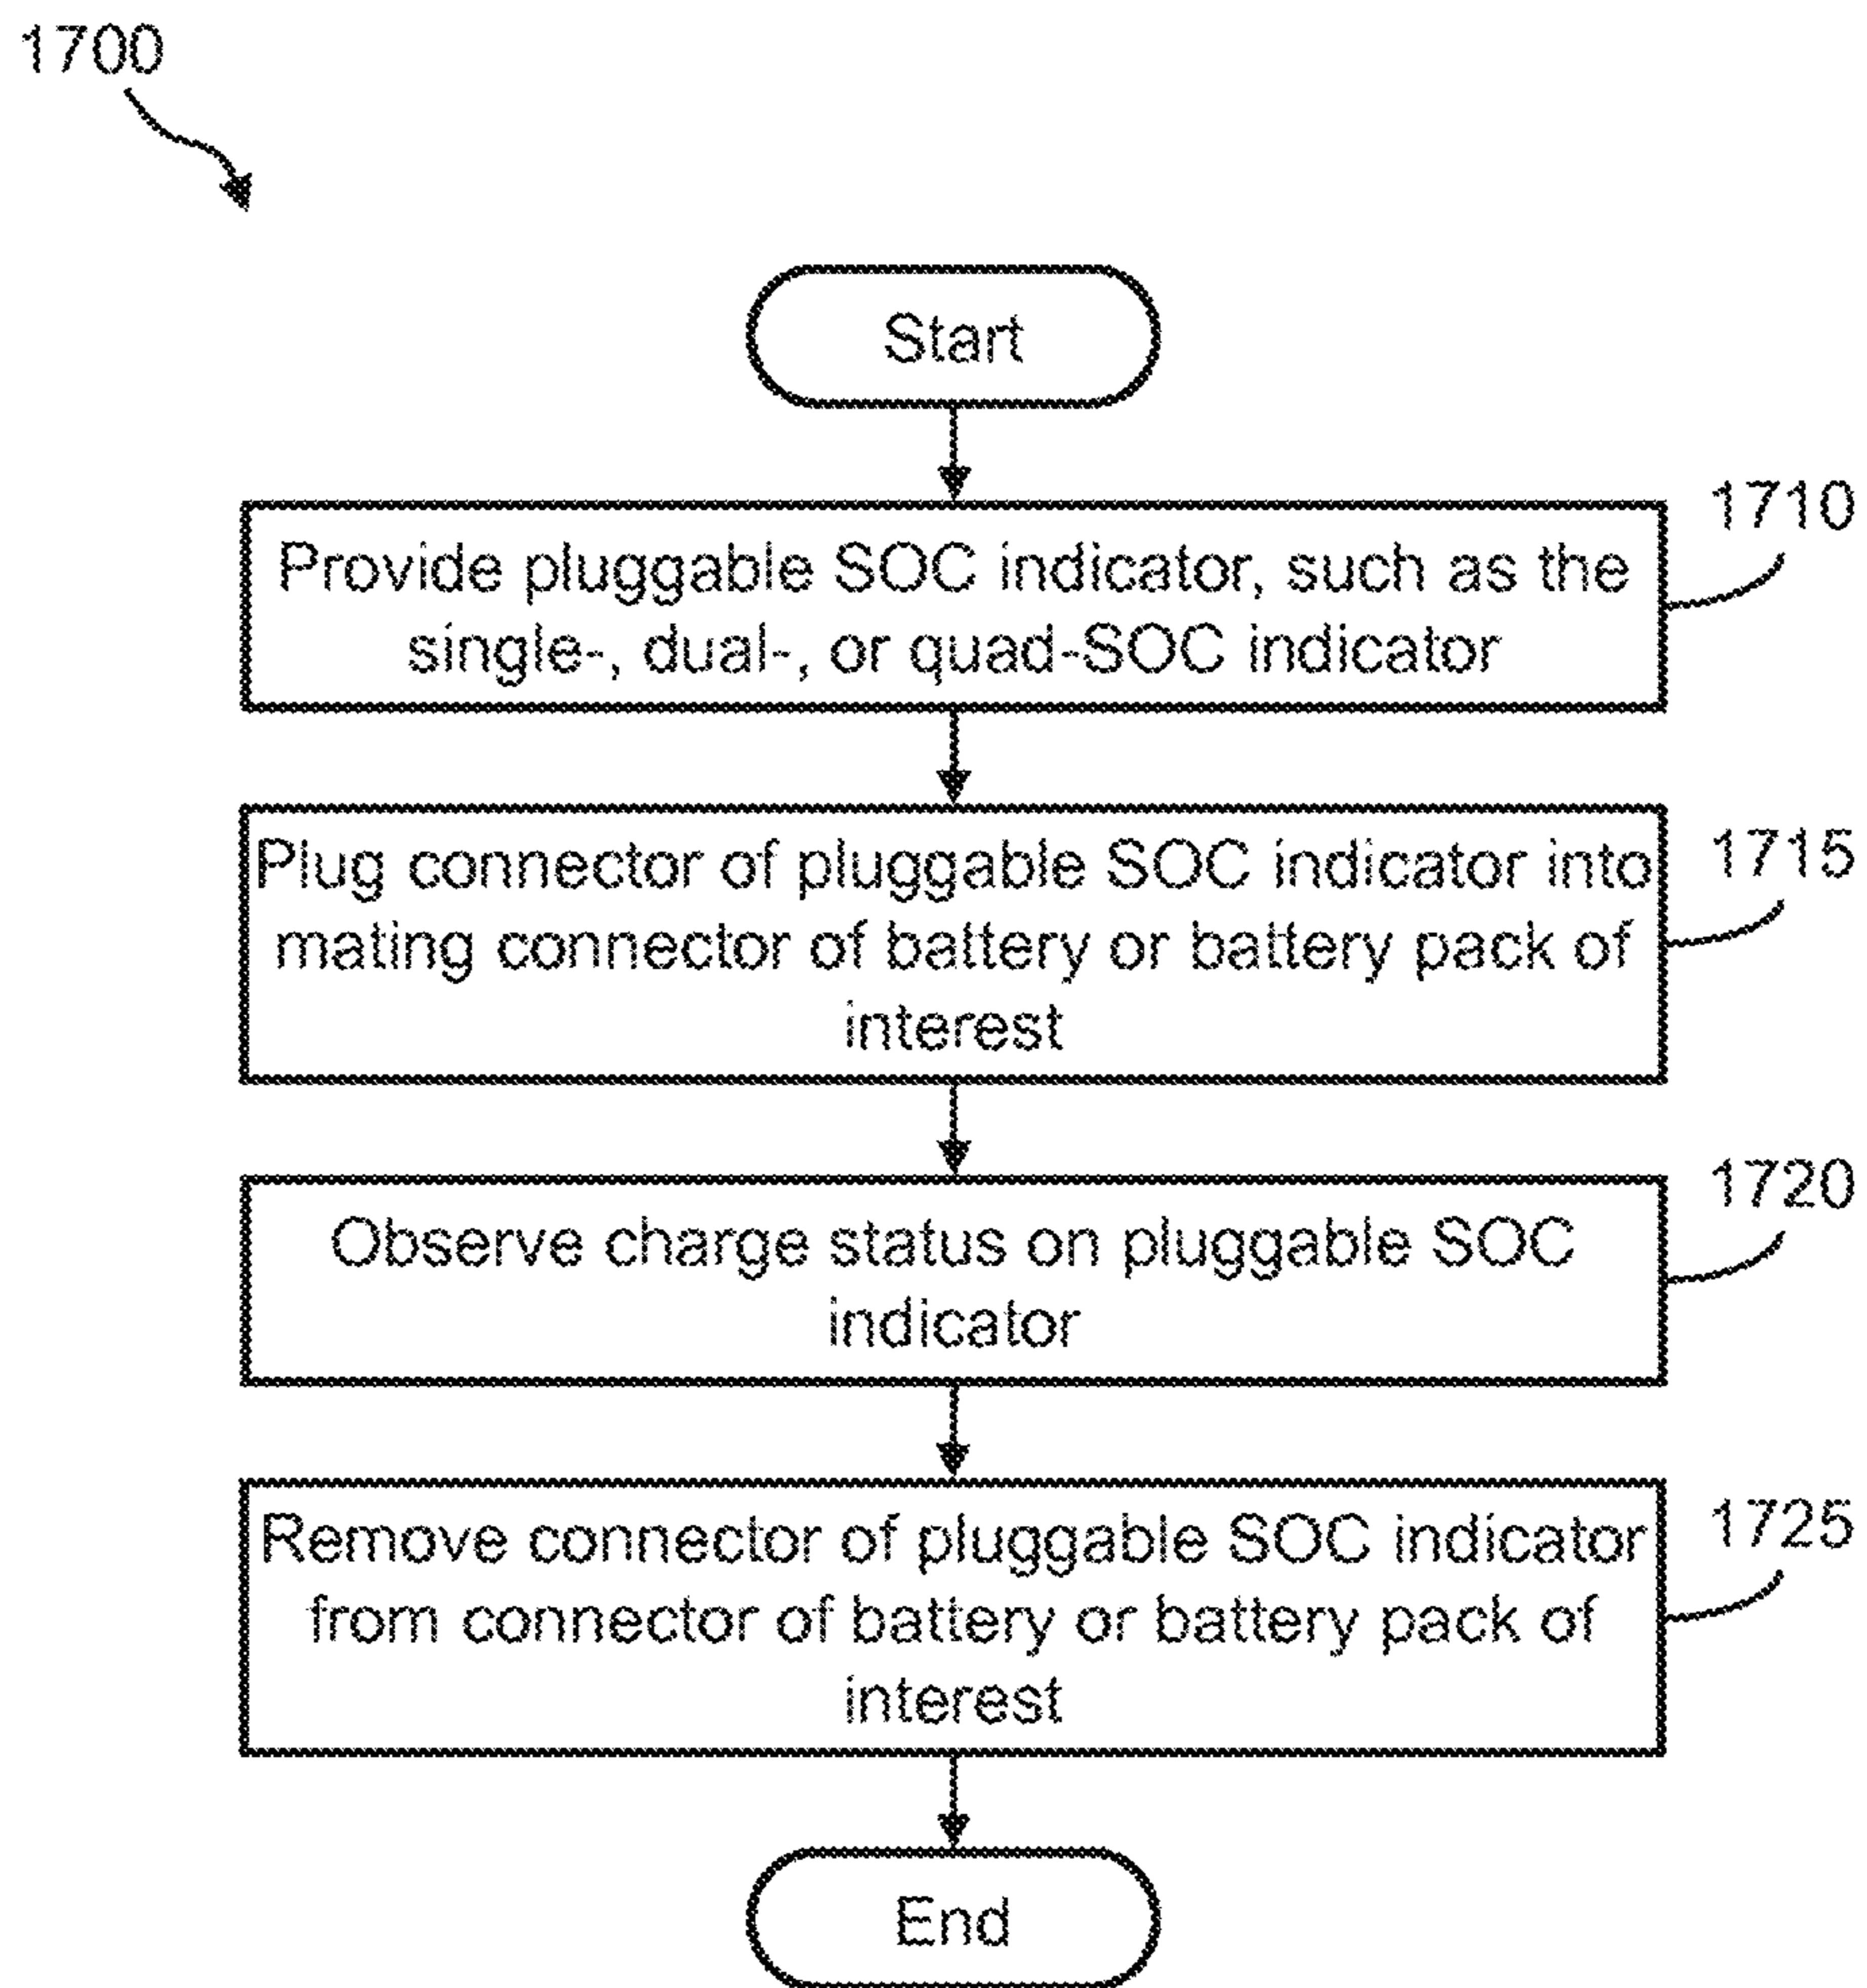 1700
Start
1710
Provide pluggable SOC indicator, such as the
single-, dual-, or quad-SOC indicator
1715
Plug connector of pluggable SOC indicator into
mating connector of battery or battery pack of
interest
1720
Observe charge status on pluggable SOC
indicator
1725
Remove connector of pluggable SOC indicator
from connector of battery or battery pack of
interest
End